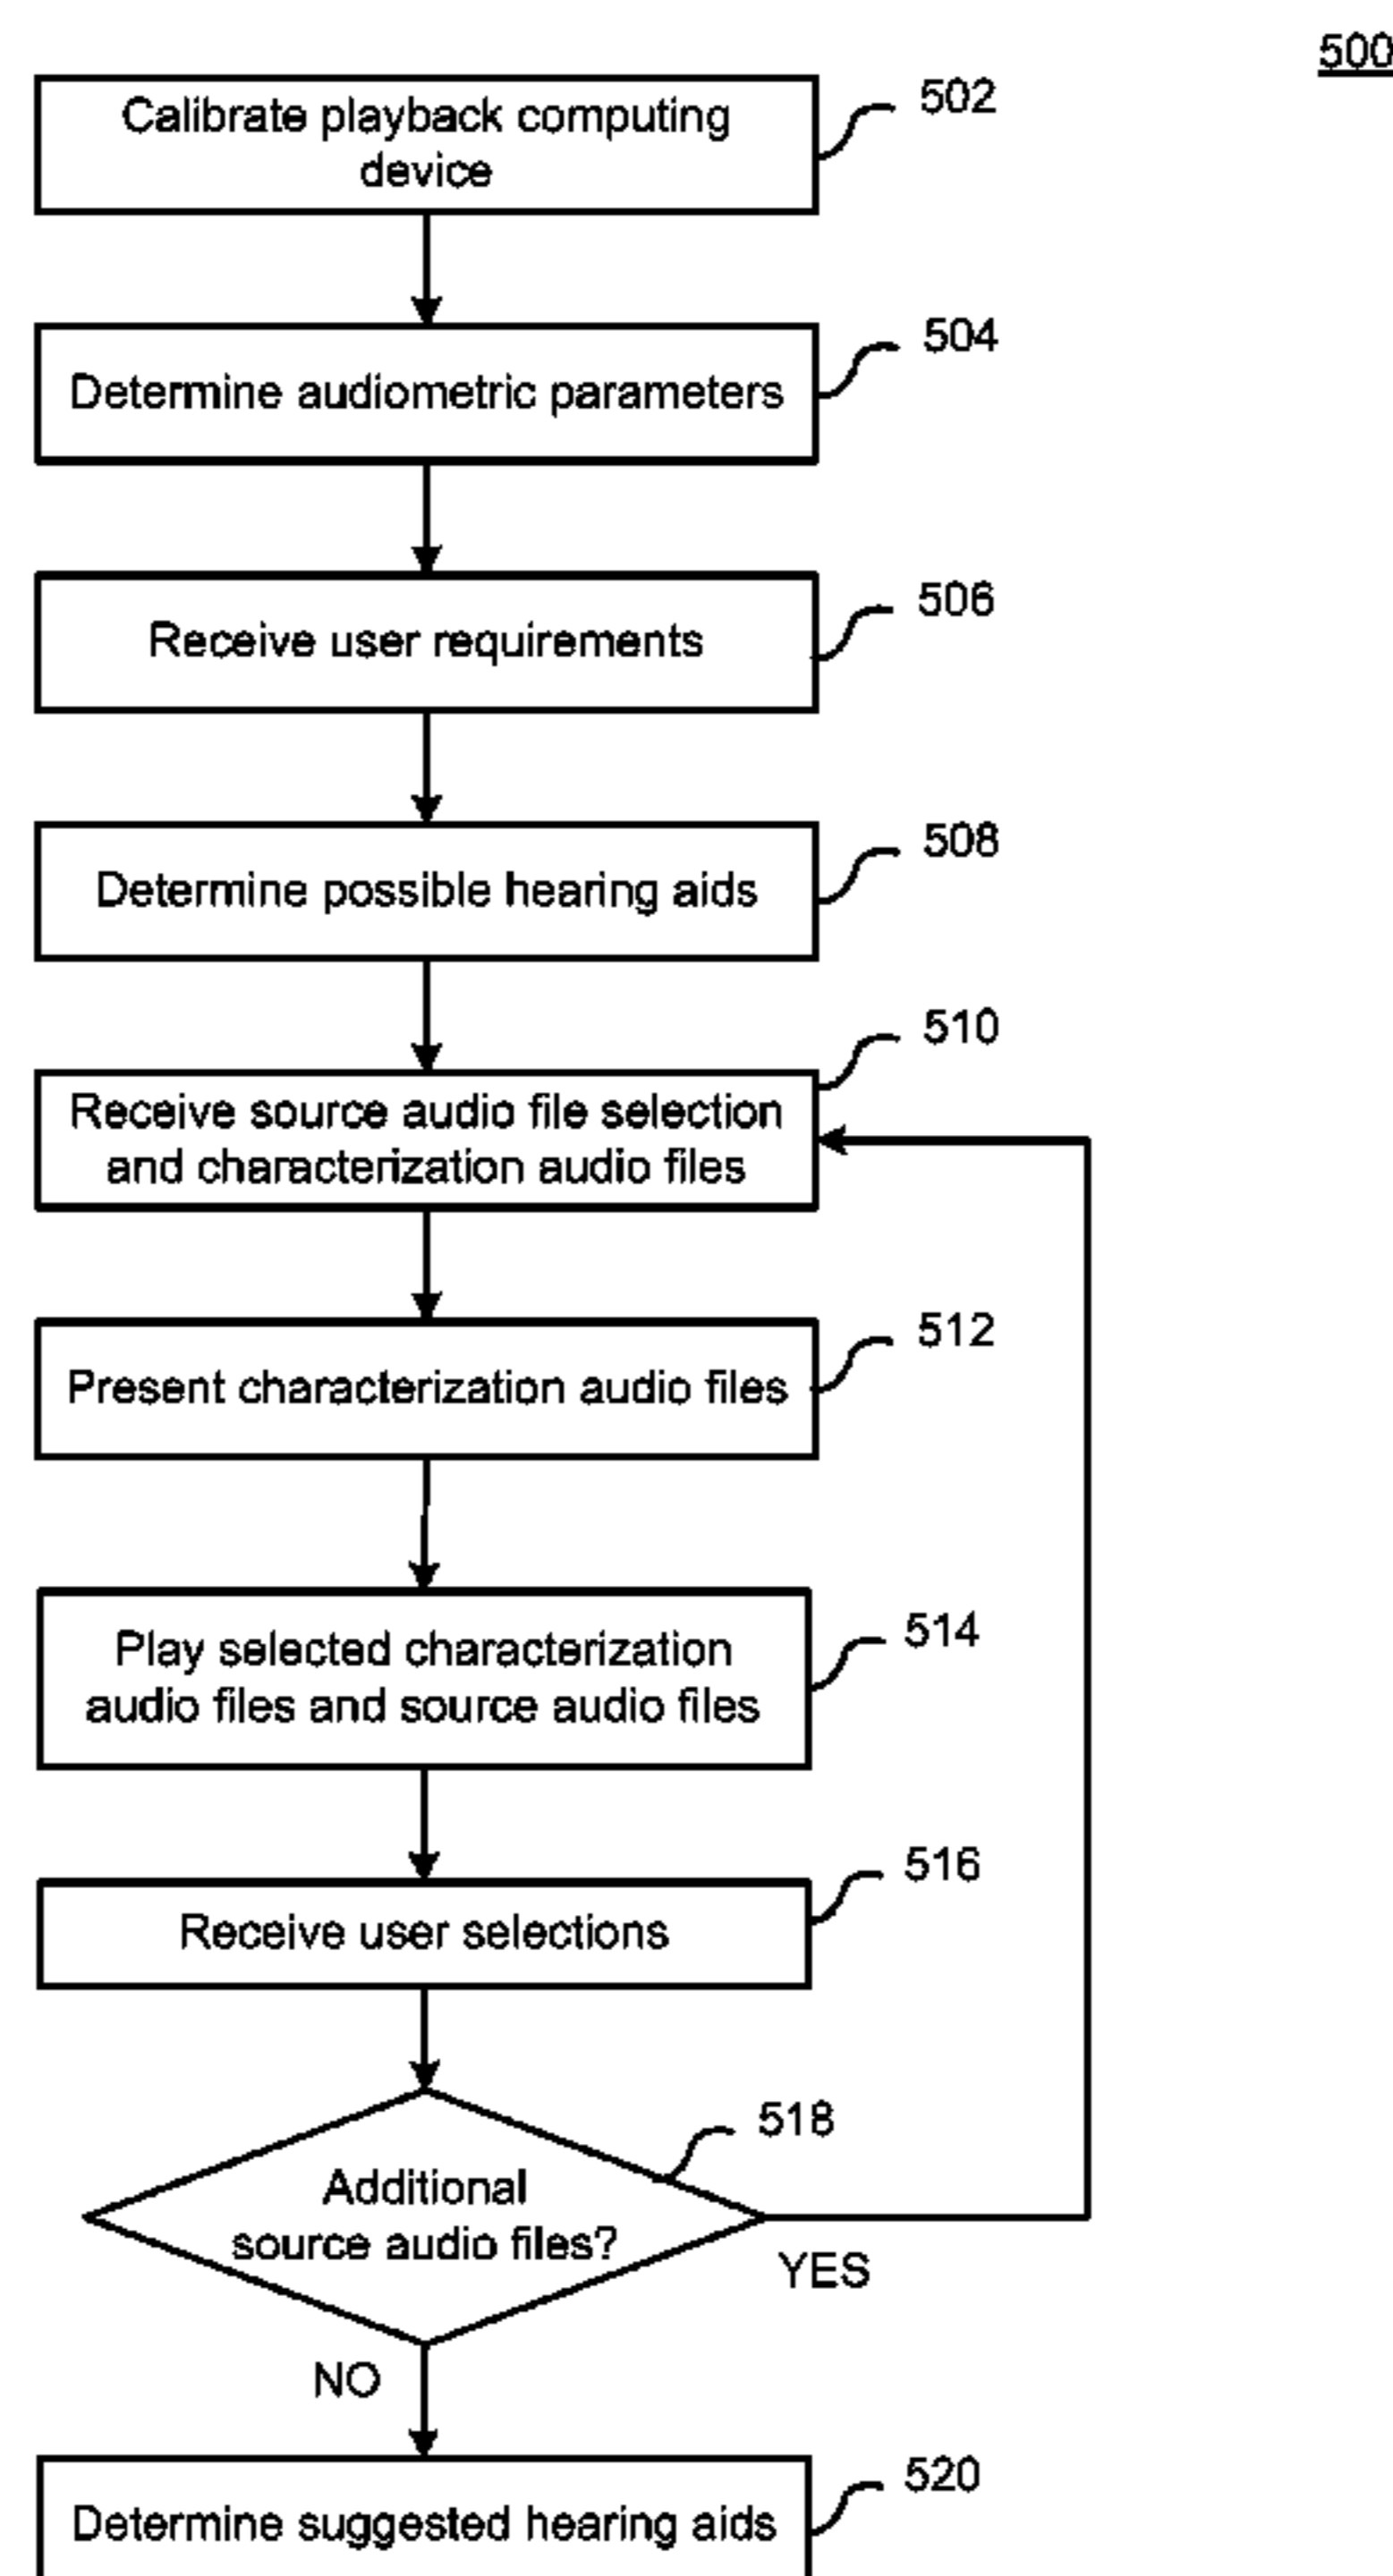 500
Calibrate playback computing
device
502
Determine audiometric parameters
504
Receive user requirements
506
Determine possible hearing aids
508
Receive source audio file selection
and characterization audio files
510
Present characterization audio files
512
Play selected characterization
audio files and source audio files
514
Receive user selections
516
Additional
source audio files?
518
YES
NO
Determine suggested hearing aids
520